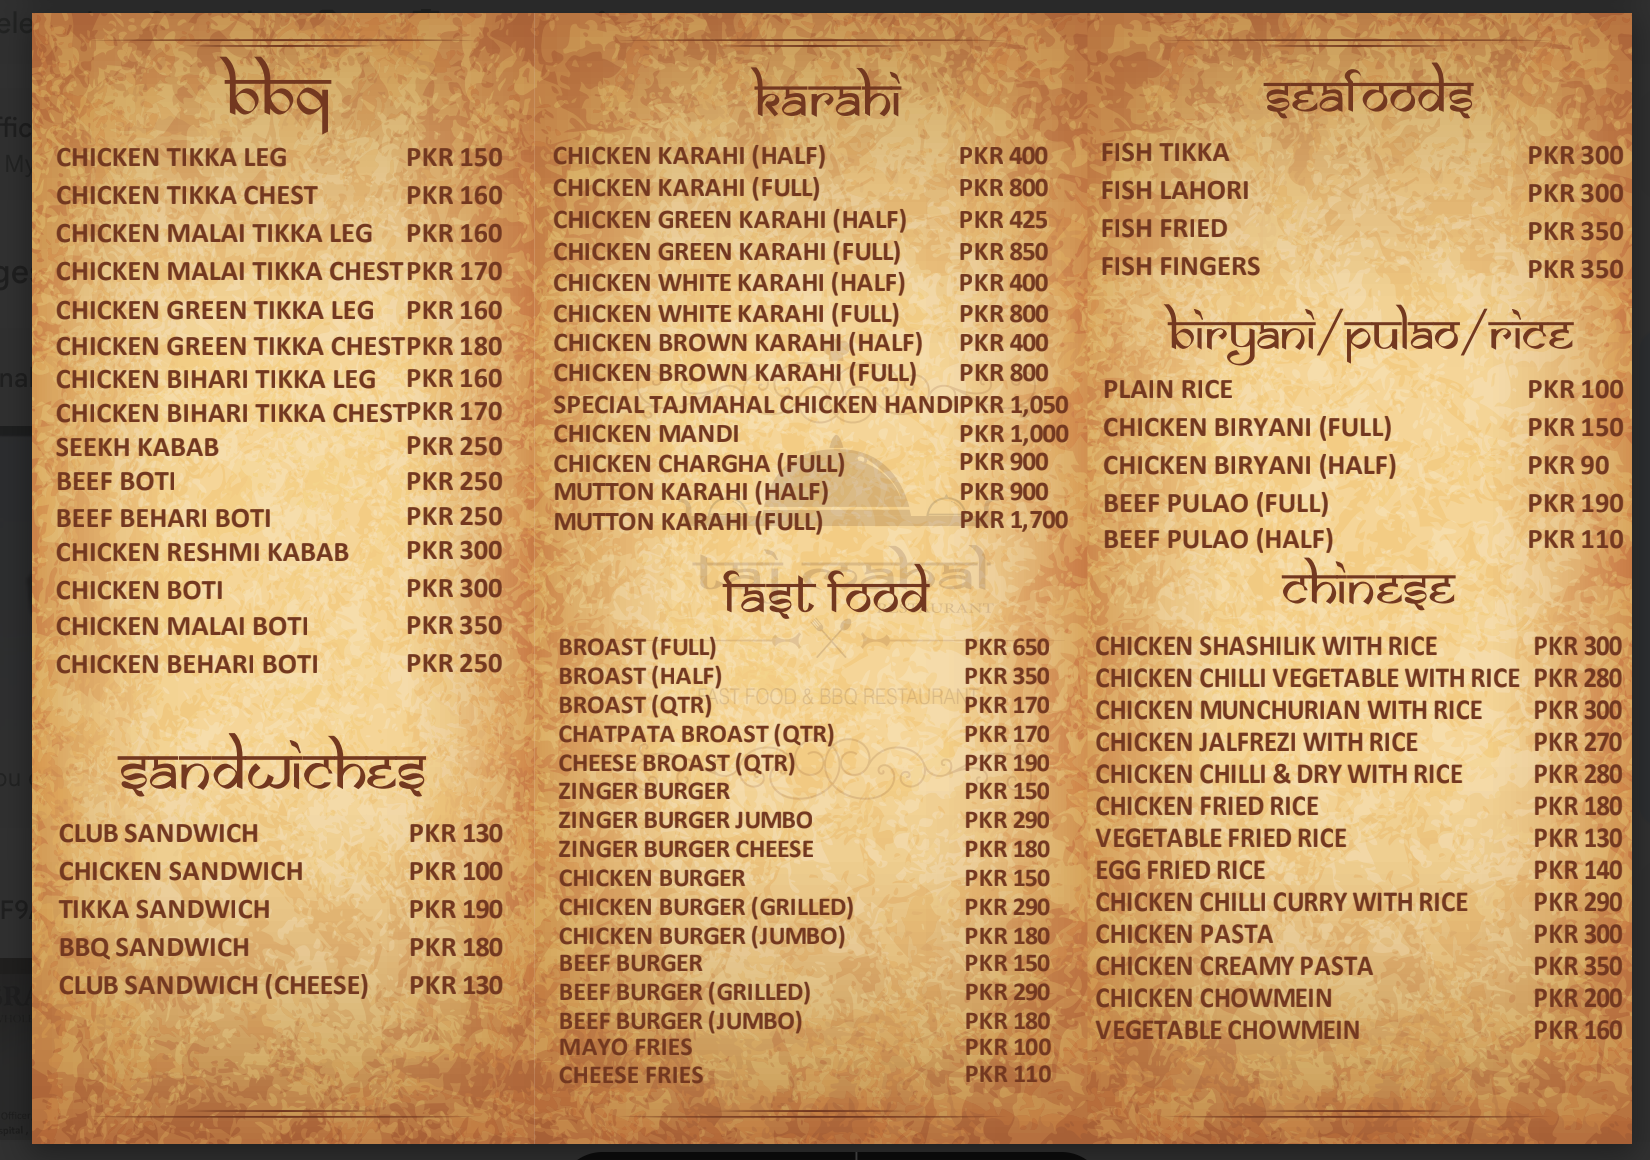 bbq
CHICKEN TIKKA LEG PKR 150
CHICKEN TIKKA CHEST PKR 160
CHICKEN MALAI TIKKA LEG PKR 160
CHICKEN MALAI TIKKA CHEST PKR 170
CHICKEN GREEN TIKKA LEG PKR 160
CHICKEN GREEN TIKKA CHEST PKR 180
CHICKEN BIHARI TIKKA LEG PKR 160
CHICKEN BIHARI TIKKA CHEST PKR 170
SEEKH KABAB PKR 250
BEEF BOTI PKR 250
BEEF BEHARI BOTI PKR 250
CHICKEN RESHMI KABAB PKR 300
CHICKEN BOTI PKR 300
CHICKEN MALAI BOTI PKR 350
CHICKEN BEHARI BOTI PKR 250
sandwiches
CLUB SANDWICH PKR 130
CHICKEN SANDWICH PKR 100
TIKKA SANDWICH PKR 190
BBQ SANDWICH PKR 180
CLUB SANDWICH (CHEESE) PKR 130
karahi
CHICKEN KARAHI (HALF) PKR 400
CHICKEN KARAHI (FULL) PKR 800
CHICKEN GREEN KARAHI (HALF) PKR 425
CHICKEN GREEN KARAHI (FULL) PKR 850
CHICKEN WHITE KARAHI (HALF) PKR 400
CHICKEN WHITE KARAHI (FULL) PKR 800
CHICKEN BROWN KARAHI (HALF) PKR 400
CHICKEN BROWN KARAHI (FULL) PKR 800
SPECIAL TAJMAHAL CHICKEN HANDI PKR 1,050
CHICKEN MANDI PKR 1,000
CHICKEN CHARGHA (FULL) PKR 900
MUTTON KARAHI (HALF) PKR 900
MUTTON KARAHI (FULL) PKR 1,700
taj mahal
fast food
BROAST (FULL) PKR 650
BROAST (HALF) PKR 350
FAST FOOD & BBQ RESTAURANT
BROAST (QTR) PKR 170
CHATPATA BROAST (QTR) PKR 170
CHEESE BROAST (QTR) PKR 190
ZINGER BURGER PKR 150
ZINGER BURGER JUMBO PKR 290
ZINGER BURGER CHEESE PKR 180
CHICKEN BURGER PKR 150
CHICKEN BURGER (GRILLED) PKR 290
CHICKEN BURGER (JUMBO) PKR 180
BEEF BURGER PKR 150
BEEF BURGER (GRILLED) PKR 290
BEEF BURGER (JUMBO) PKR 180
MAYO FRIES PKR 100
CHEESE FRIES PKR 110
seafoods
FISH TIKKA PKR 300
FISH LAHORI PKR 300
FISH FRIED PKR 350
FISH FINGERS PKR 350
biryani/pulao/rice
PLAIN RICE PKR 100
CHICKEN BIRYANI (FULL) PKR 150
CHICKEN BIRYANI (HALF) PKR 90
BEEF PULAO (FULL) PKR 190
BEEF PULAO (HALF) PKR 110
chinese
CHICKEN SHASHILIK WITH RICE PKR 300
CHICKEN CHILLI VEGETABLE WITH RICE PKR 280
CHICKEN MUNCHURIAN WITH RICE PKR 300
CHICKEN JALFREZI WITH RICE PKR 270
CHICKEN CHILLI & DRY WITH RICE PKR 280
CHICKEN FRIED RICE PKR 180
VEGETABLE FRIED RICE PKR 130
EGG FRIED RICE PKR 140
CHICKEN CHILLI CURRY WITH RICE PKR 290
CHICKEN PASTA PKR 300
CHICKEN CREAMY PASTA PKR 350
CHICKEN CHOWMEIN PKR 200
VEGETABLE CHOWMEIN PKR 160